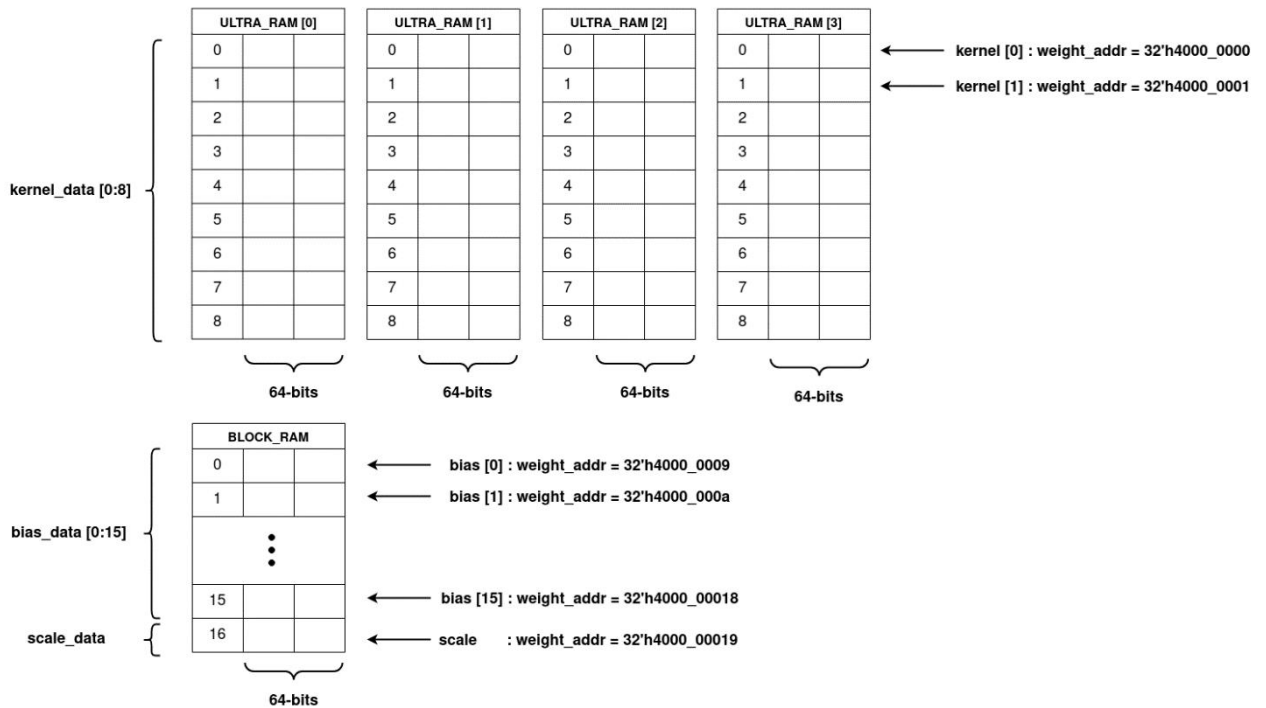 ULTRA_RAM [0] ULTRA_RAM [1] ULTRA_RAM [2] ULTRA_RAM [3]
0 0 0 0 kernel [0] : weight_addr = 32'h4000_0000
1 1 1 1 kernel [1] : weight_addr = 32'h4000_0001
2 2 2 2
3 3 3 3
kernel_data [0:8] 4 4 4 4
5 5 5 5
6 6 6 6
7 7 7 7
8 8 8 8
64-bits 64-bits 64-bits 64-bits
BLOCK_RAM
0 bias [0] : weight_addr = 32'h4000_0009
1 bias [1] : weight_addr = 32'h4000_000a
bias_data [0:15]
15 bias [15] : weight_addr = 32'h4000_00018
scale_data 16 scale : weight_addr = 32'h4000_00019
64-bits